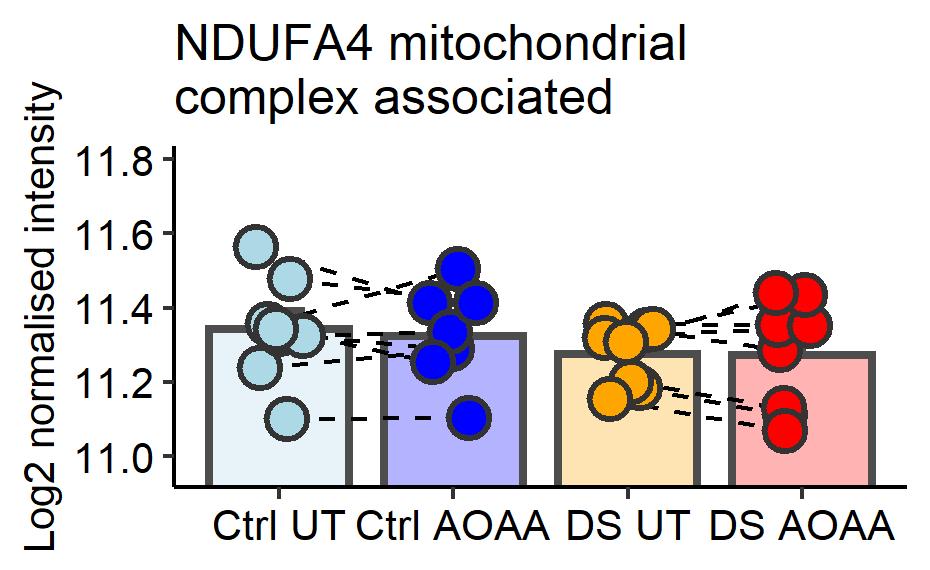 NDUFA4 mitochondrial
complex associated
Log2 normalised intensity
11.8
11.6
11.4
11.2
11.0
Ctrl UT Ctrl AOAA DS UT DS AOAA